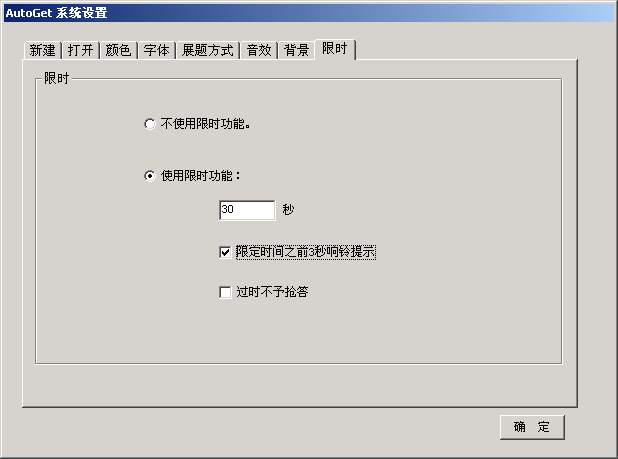 AutoGet 系统设置
新建 打开 颜色 字体 展题方式 音效 背景 限时
限时
不使用限时功能。
使用限时功能：
30 秒
限定时间之前3秒响铃提示
过时不予抢答
确 定